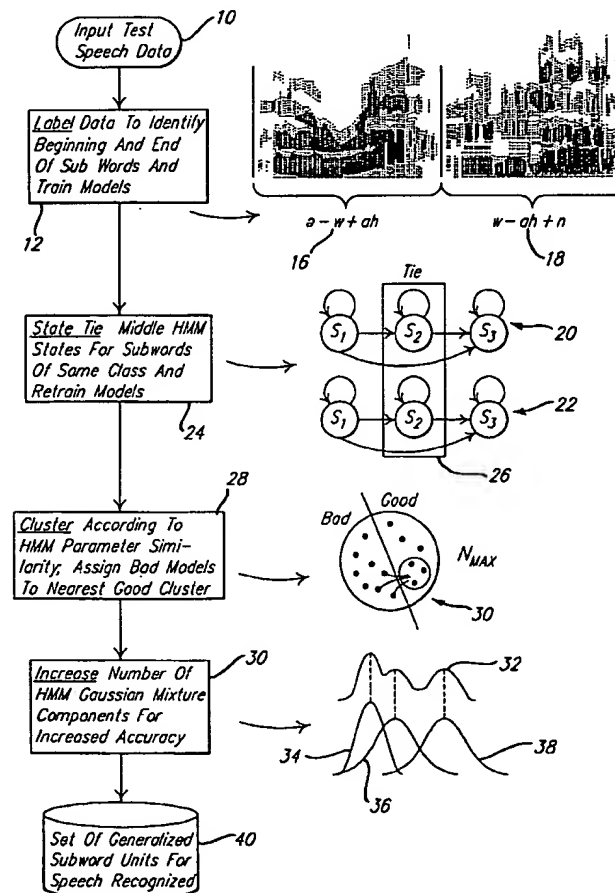 10
Input Test
Speech Data
Label Data To Identify
Beginning And End
Of Sub Words And
Train Models
12
a - w + ah
16
w - ah + n
18
Tie
State Tie Middle HMM
States For Subwords
Of Same Class And
Retrain Models
24
S1 S2 S3
20
S1 S2 S3
22
26
28
Cluster According To
HMM Parameter Simi-
larity; Assign Bad Models
To Nearest Good Cluster
Bad Good
NMAX
30
30
Increase Number Of
HMM Gaussian Mixture
Components For
Increased Accuracy
32
34
36
38
Set Of Generalized
Subword Units For
Speech Recognized
40